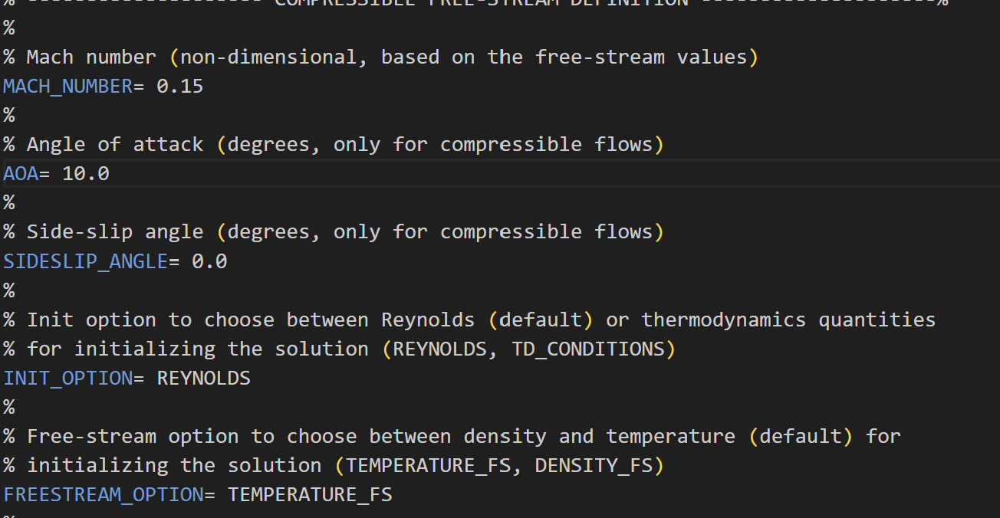 % -------------------- COMPRESSIBLE FREE-STREAM DEFINITION --------------------%
%
% Mach number (non-dimensional, based on the free-stream values)
MACH_NUMBER= 0.15
%
% Angle of attack (degrees, only for compressible flows)
AOA= 10.0
%
% Side-slip angle (degrees, only for compressible flows)
SIDESLIP_ANGLE= 0.0
%
% Init option to choose between Reynolds (default) or thermodynamics quantities
% for initializing the solution (REYNOLDS, TD_CONDITIONS)
INIT_OPTION= REYNOLDS
%
% Free-stream option to choose between density and temperature (default) for
% initializing the solution (TEMPERATURE_FS, DENSITY_FS)
FREESTREAM_OPTION= TEMPERATURE_FS
%